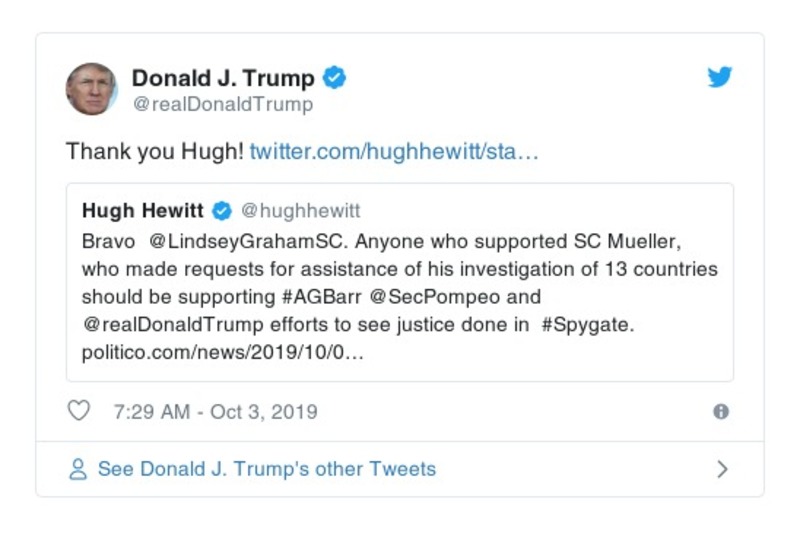 Donald J. Trump
@realDonaldTrump
Thank you Hugh! twitter.com/hughhewitt/sta…
Hugh Hewitt @hughhewitt
Bravo @LindseyGrahamSC. Anyone who supported SC Mueller,
who made requests for assistance of his investigation of 13 countries
should be supporting #AGBarr @SecPompeo and
@realDonaldTrump efforts to see justice done in #Spygate.
politico.com/news/2019/10/0…
7:29 AM - Oct 3, 2019
See Donald J. Trump's other Tweets